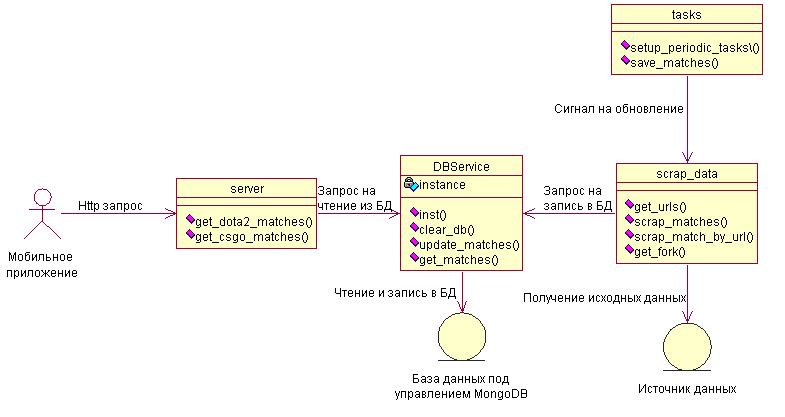 tasks
setup_periodic_tasks\()
save_matches()
Сигнал на обновление
DBService
instance
inst()
clear_db()
update_matches()
get_matches()
scrap_data
get_urls()
scrap_matches()
scrap_match_by_url()
get_fork()
server
get_dota2_matches()
get_csgo_matches()
Http запрос
Запрос на
чтение из БД
Запрос на
запись в БД
Мобильное
приложение
Чтение и запись в БД
Получение исходных данных
База данных под
управлением MongoDB
Источник данных